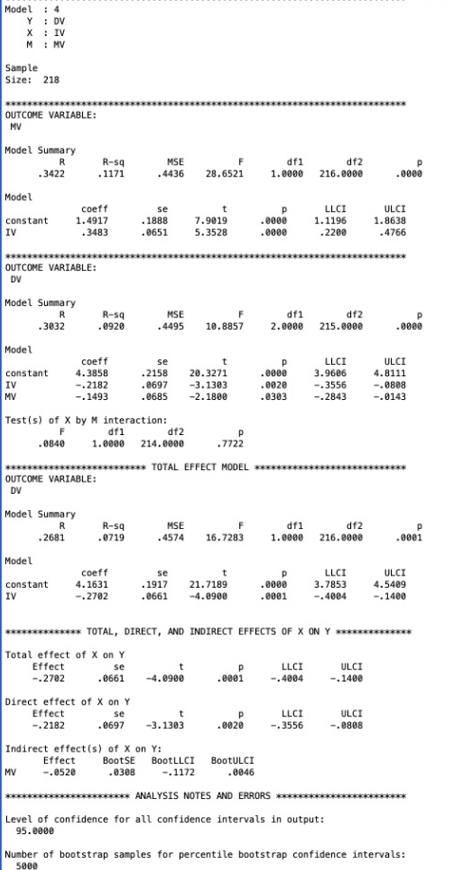 Model : 4
Y : DV
X : IV
M : MV
Sample
Size: 218
**************************************************************************
OUTCOME VARIABLE:
MV
Model Summary
R R-sq MSE F df1 df2 p
.3422 .1171 .4436 28.6521 1.0000 216.0000 .0000
Model
coeff se t p LLCI ULCI
constant 1.4917 .1888 7.9019 .0000 1.1196 1.8638
IV .3483 .0651 5.3528 .0000 .2200 .4766
**************************************************************************
OUTCOME VARIABLE:
DV
Model Summary
R R-sq MSE F df1 df2 p
.3032 .0920 .4495 10.8857 2.0000 215.0000 .0000
Model
coeff se t p LLCI ULCI
constant 4.3858 .2158 20.3271 .0000 3.9606 4.8111
IV -.2182 .0697 -3.1303 .0020 -.3556 -.0808
MV -.1493 .0685 -2.1800 .0303 -.2843 -.0143
Test(s) of X by M interaction:
F df1 df2 p
.0840 1.0000 214.0000 .7722
************************** TOTAL EFFECT MODEL ****************************
OUTCOME VARIABLE:
DV
Model Summary
R R-sq MSE F df1 df2 p
.2681 .0719 .4574 16.7283 1.0000 216.0000 .0001
Model
coeff se t p LLCI ULCI
constant 4.1631 .1917 21.7189 .0000 3.7853 4.5409
IV -.2702 .0661 -4.0900 .0001 -.4004 -.1400
************** TOTAL, DIRECT, AND INDIRECT EFFECTS OF X ON Y **************
Total effect of X on Y
Effect se t p LLCI ULCI
-.2702 .0661 -4.0900 .0001 -.4004 -.1400
Direct effect of X on Y
Effect se t p LLCI ULCI
-.2182 .0697 -3.1303 .0020 -.3556 -.0808
Indirect effect(s) of X on Y:
Effect BootSE BootLLCI BootULCI
MV -.0520 .0308 -.1172 .0046
*********************** ANALYSIS NOTES AND ERRORS ************************
Level of confidence for all confidence intervals in output:
95.0000
Number of bootstrap samples for percentile bootstrap confidence intervals:
5000